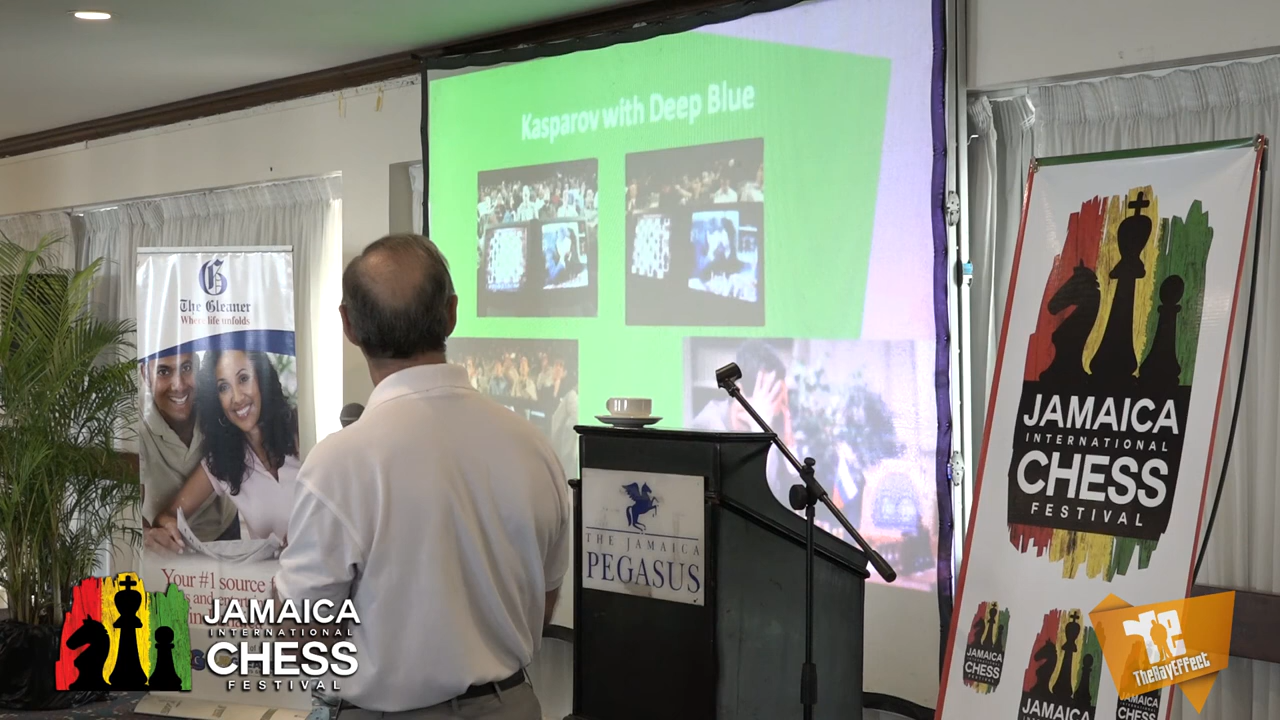 Kasparov with Deep Blue
G
The Gleaner
Where life unfolds
Your #1 source
JAMAICA
INTERNATIONAL
CHESS
FESTIVAL
THE JAMAICA
PEGASUS
JAMAICA
INTERNATIONAL
CHESS
FESTIVAL
JAMAICA
CHESS
JAMAICA
CHESS
TheRayEffect